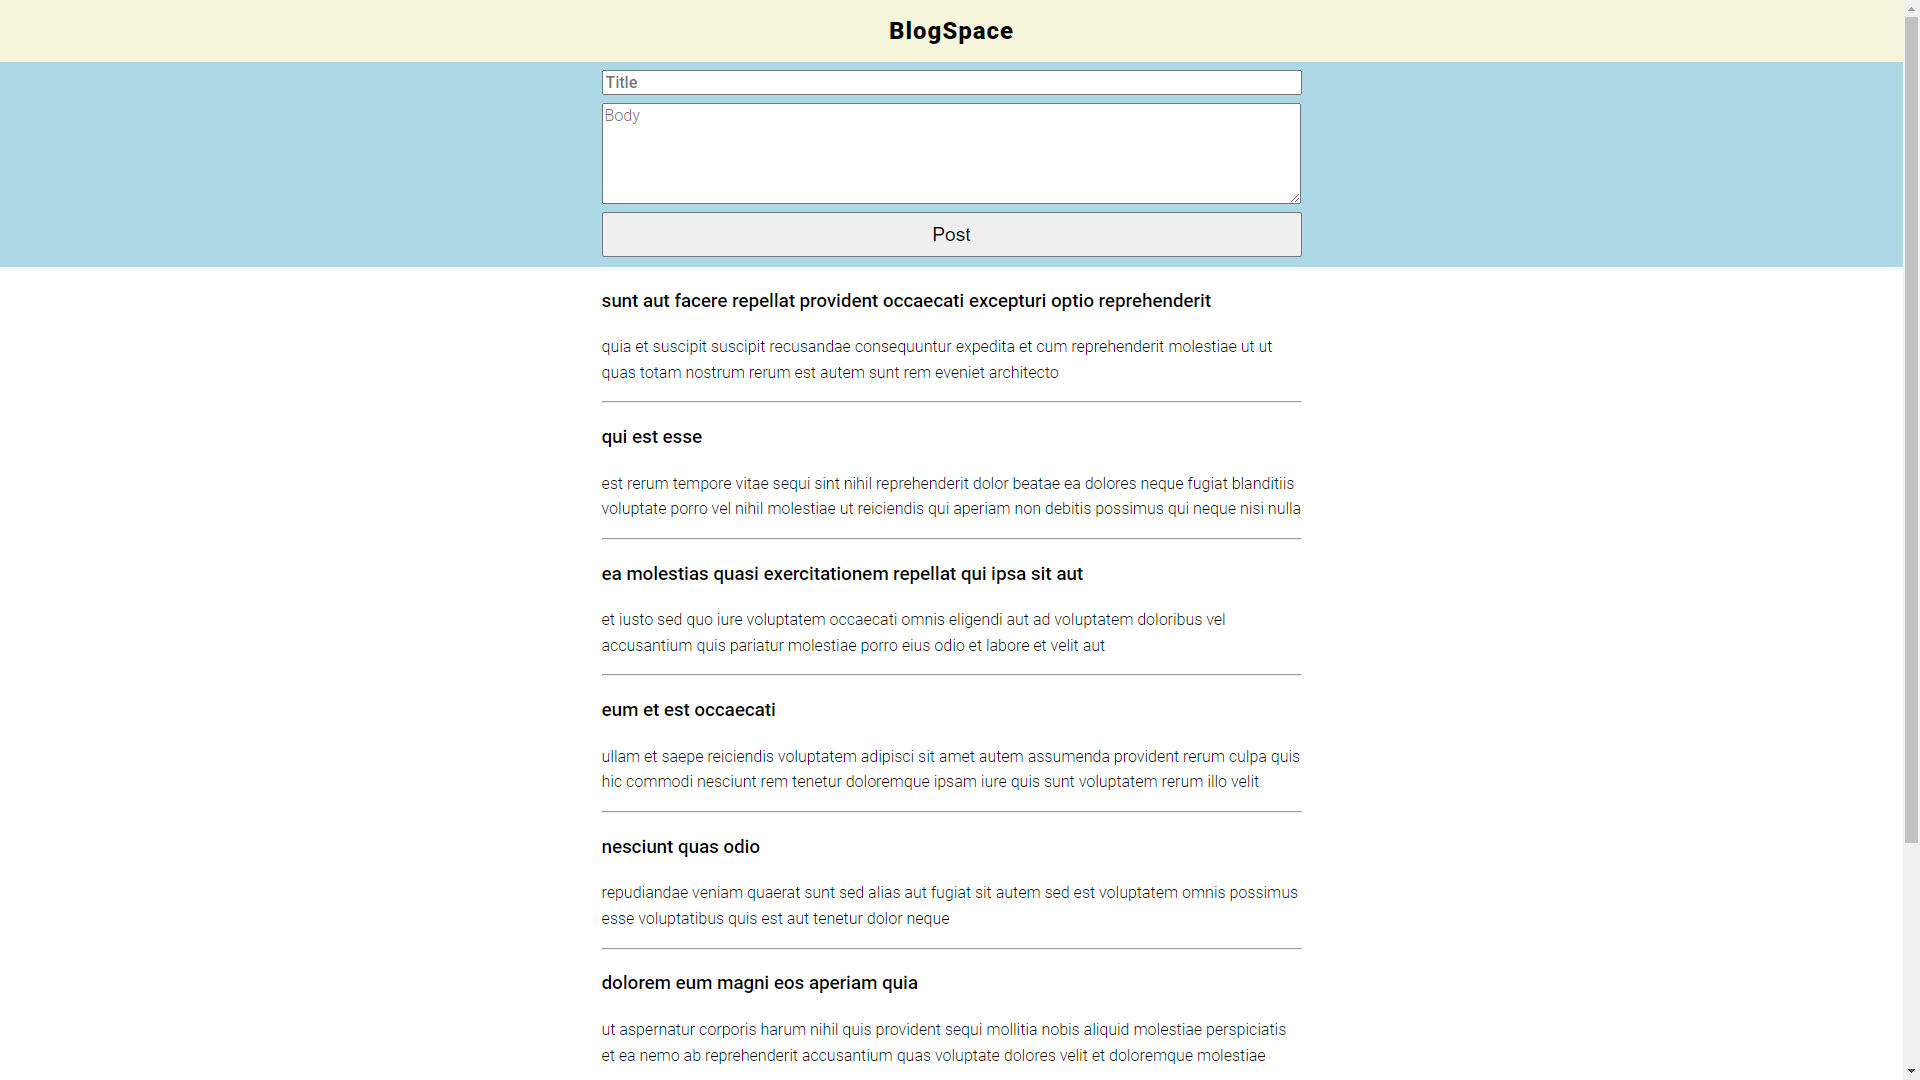 BlogSpace
Title
Body
Post
sunt aut facere repellat provident occaecati excepturi optio reprehenderit
quia et suscipit suscipit recusandae consequuntur expedita et cum reprehenderit molestiae ut ut
quas totam nostrum rerum est autem sunt rem eveniet architecto
qui est esse
est rerum tempore vitae sequi sint nihil reprehenderit dolor beatae ea dolores neque fugiat blanditiis
voluptate porro vel nihil molestiae ut reiciendis qui aperiam non debitis possimus qui neque nisi nulla
ea molestias quasi exercitationem repellat qui ipsa sit aut
et iusto sed quo iure voluptatem occaecati omnis eligendi aut ad voluptatem doloribus vel
accusantium quis pariatur molestiae porro eius odio et labore et velit aut
eum et est occaecati
ullam et saepe reiciendis voluptatem adipisci sit amet autem assumenda provident rerum culpa quis
hic commodi nesciunt rem tenetur doloremque ipsam iure quis sunt voluptatem rerum illo velit
nesciunt quas odio
repudiandae veniam quaerat sunt sed alias aut fugiat sit autem sed est voluptatem omnis possimus
esse voluptatibus quis est aut tenetur dolor neque
dolorem eum magni eos aperiam quia
ut aspernatur corporis harum nihil quis provident sequi mollitia nobis aliquid molestiae perspiciatis
et ea nemo ab reprehenderit accusantium quas voluptate dolores velit et doloremque molestiae